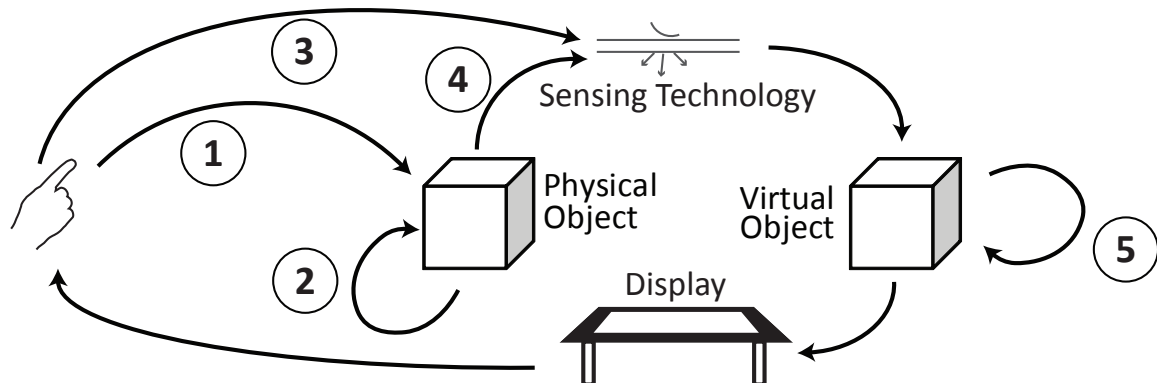 3
4
Sensing Technology
1
Physical
Object
Virtual
Object
5
2
Display